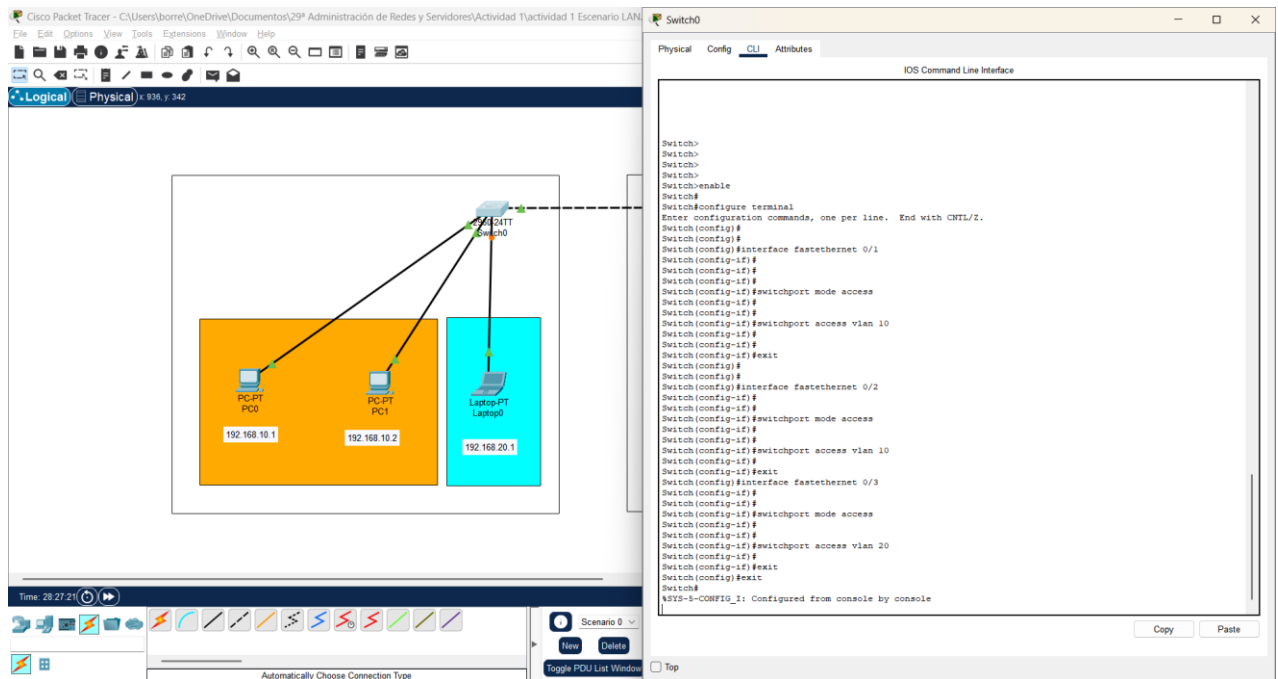 Cisco Packet Tracer - C:\Users\borre\OneDrive\Documentos\29ª Administración de Redes y Servidores\Actividad 1\actividad 1 Escenario LAN.
File Edit Options View Tools Extensions Window Help
Logical Physical x: 936, y: 342
2960-24TT
Switch0
PC-PT
PC0
PC-PT
PC1
Laptop-PT
Laptop0
192.168.10.1
192.168.10.2
192.168.20.1
Time: 28:27:21
Scenario 0
New Delete
Toggle PDU List Window
Automatically Choose Connection Type
Switch0
Physical Config CLI Attributes
IOS Command Line Interface
Switch>
Switch>
Switch>
Switch>
Switch>enable
Switch#
Switch#configure terminal
Enter configuration commands, one per line. End with CNTL/Z.
Switch(config)#
Switch(config)#
Switch(config)#interface fastethernet 0/1
Switch(config-if)#
Switch(config-if)#
Switch(config-if)#
Switch(config-if)#switchport mode access
Switch(config-if)#
Switch(config-if)#
Switch(config-if)#switchport access vlan 10
Switch(config-if)#
Switch(config-if)#
Switch(config-if)#exit
Switch(config)#
Switch(config)#
Switch(config)#interface fastethernet 0/2
Switch(config-if)#
Switch(config-if)#
Switch(config-if)#switchport mode access
Switch(config-if)#
Switch(config-if)#
Switch(config-if)#switchport access vlan 10
Switch(config-if)#
Switch(config-if)#exit
Switch(config)#interface fastethernet 0/3
Switch(config-if)#
Switch(config-if)#
Switch(config-if)#switchport mode access
Switch(config-if)#
Switch(config-if)#
Switch(config-if)#switchport access vlan 20
Switch(config-if)#
Switch(config-if)#exit
Switch(config)#exit
Switch#
%SYS-5-CONFIG_I: Configured from console by console
Copy Paste
Top